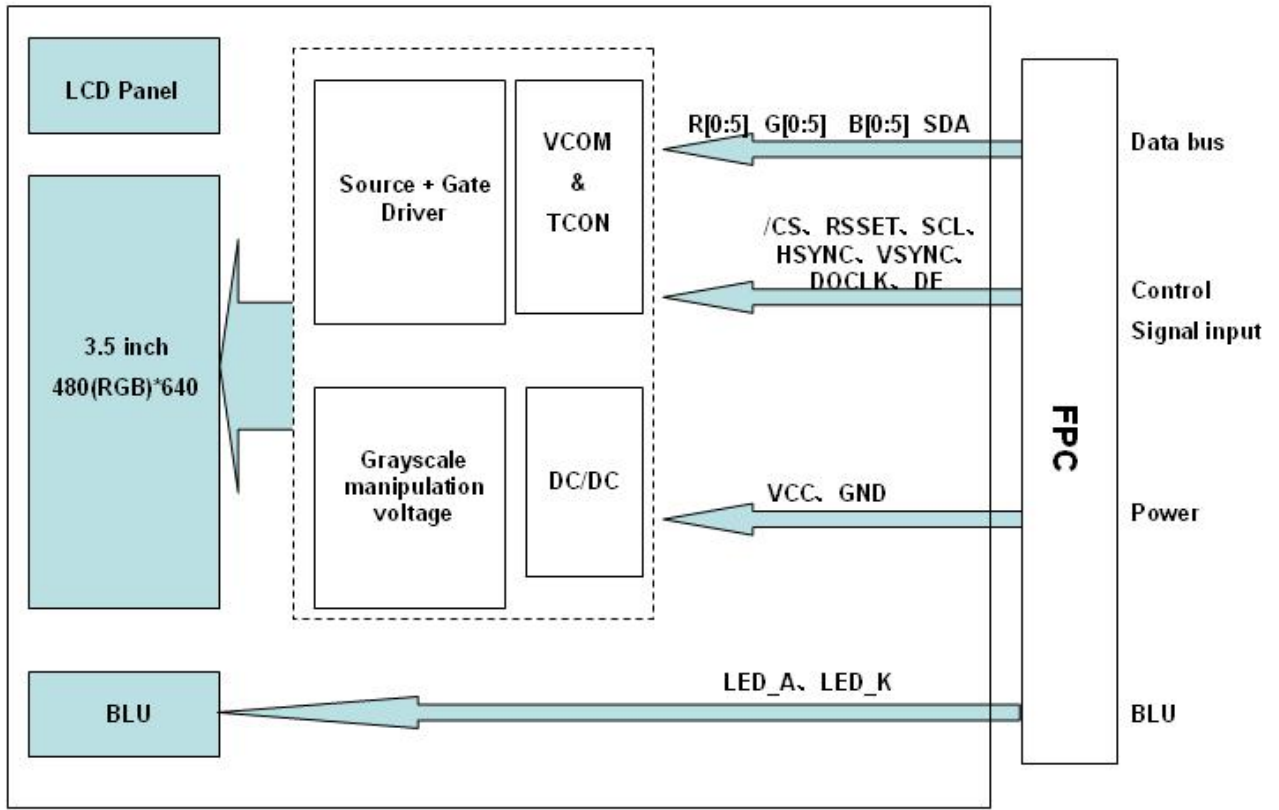 LCD Panel
3.5 inch
480(RGB)*640
BLU
Source + Gate
Driver
VCOM
&
TCON
Grayscale
manipulation
voltage
DC/DC
R[0:5] G[0:5] B[0:5] SDA
/CS、RSSET、SCL、
HSYNC、VSYNC、
DOCLK、DE
VCC、GND
LED_A、LED_K
FPC
Data bus
Control
Signal input
Power
BLU